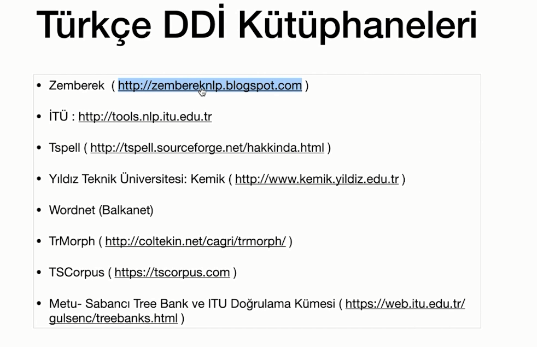 Türkçe DDİ Kütüphaneleri
• Zemberek ( http://zembereknlp.blogspot.com )
• İTÜ : http://tools.nlp.itu.edu.tr
• Tspell ( http://tspell.sourceforge.net/hakkinda.html )
• Yıldız Teknik Üniversitesi: Kemik ( http://www.kemik.yildiz.edu.tr )
• Wordnet (Balkanet)
• TrMorph ( http://coltekin.net/cagri/trmorph/ )
• TSCorpus ( https://tscorpus.com )
• Metu- Sabancı Tree Bank ve ITU Doğrulama Kümesi ( https://web.itu.edu.tr/
gulsenc/treebanks.html )